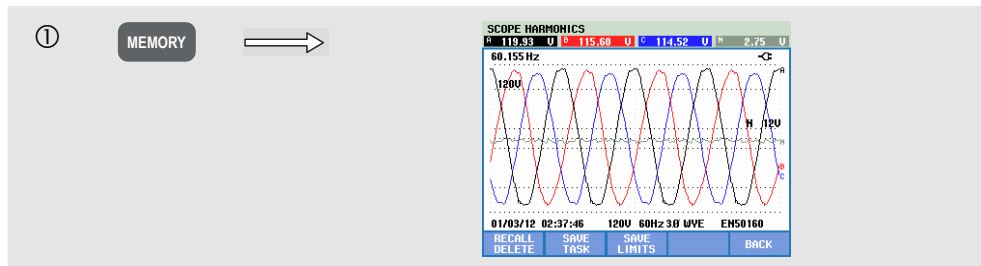 ①
MEMORY
SCOPE HARMONICS
A 119.93 V B 115.60 V C 114.52 V N 2.75 V
60.155 Hz
A
120V
N 12V
N
B
C
01/03/12 02:37:46 120V 60Hz 3Ø WYE EN50160
RECALL DELETE
SAVE TASK
SAVE LIMITS
BACK